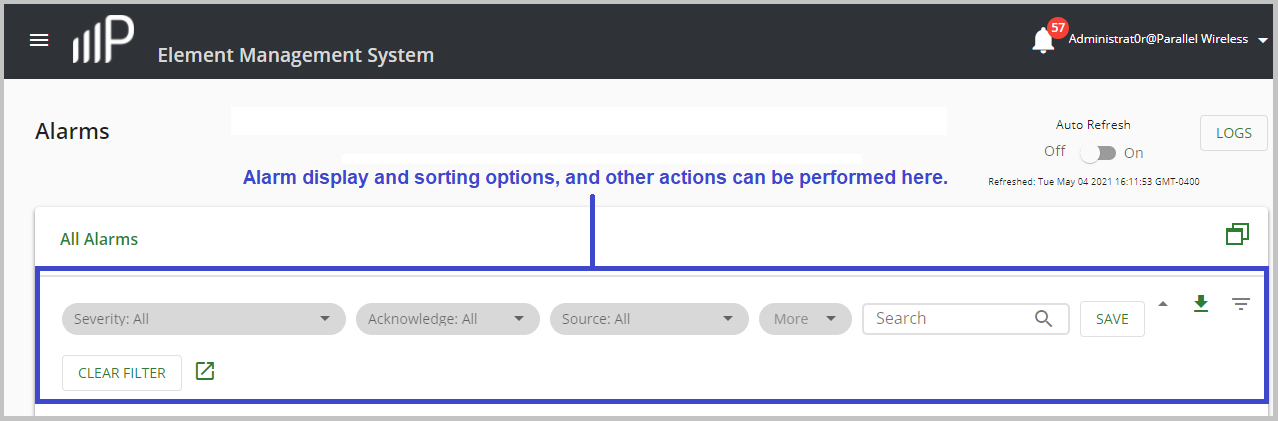 57
Administrat0r@Parallel Wireless
P
Element Management System
Alarms
Auto Refresh
Off On
LOGS
Alarm display and sorting options, and other actions can be performed here.
Refreshed: Tue May 04 2021 16:11:53 GMT-0400
All Alarms
Severity: All Acknowledge: All Source: All More Search SAVE
CLEAR FILTER